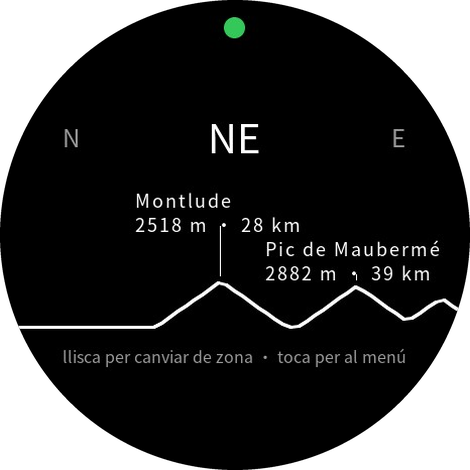 N NE E
Montlude
2518 m • 28 km
Pic de Maubermé
2882 m • 39 km
llisca per canviar de zona • toca per al menú